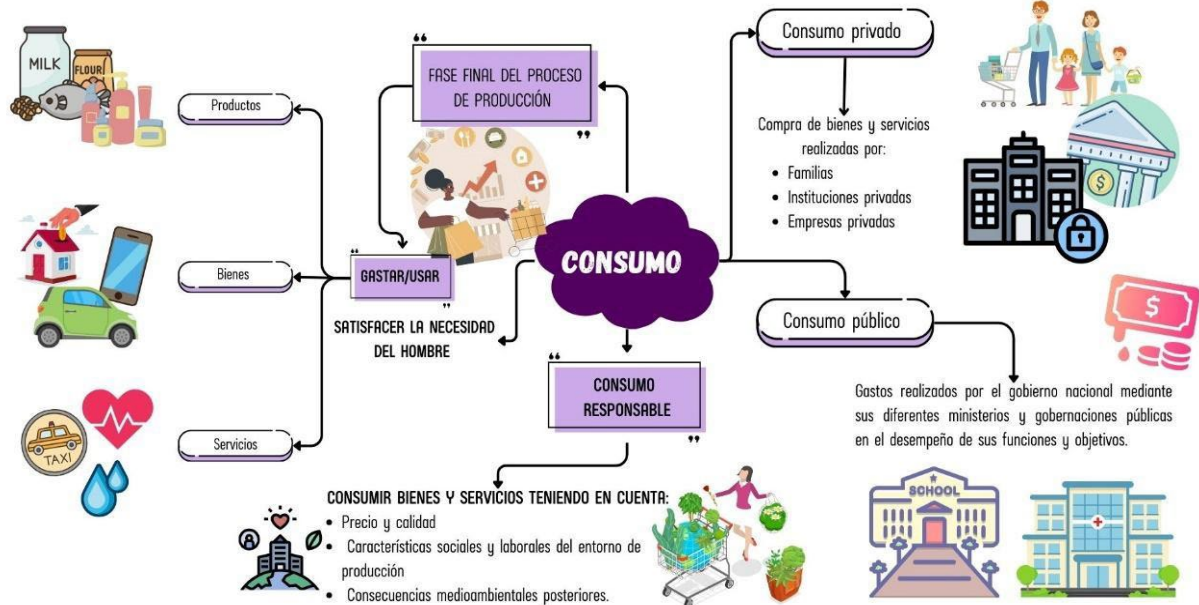 MILK
FLOUR
Productos
Bienes
TAXI
Servicios
“
FASE FINAL DEL PROCESO
DE PRODUCCIÓN
”
“
GASTAR/USAR
”
SATISFACER LA NECESIDAD
DEL HOMBRE
CONSUMO
“
CONSUMO
RESPONSABLE
”
CONSUMIR BIENES Y SERVICIOS TENIENDO EN CUENTA:
• Precio y calidad
• Características sociales y laborales del entorno de
producción
• Consecuencias medioambientales posteriores.
Consumo privado
Compra de bienes y servicios
realizadas por:
• Familias
• Instituciones privadas
• Empresas privadas
$
Consumo público
$
Gastos realizados por el gobierno nacional mediante
sus diferentes ministerios y gobernaciones públicas
en el desempeño de sus funciones y objetivos.
SCHOOL